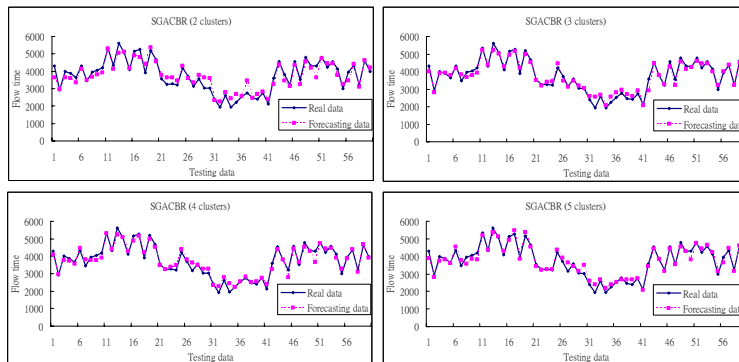 SGACBR (2 clusters)
Flow time
6000
5000
4000
3000
2000
1000
0
Real data
Forecasting data
1 6 11 16 21 26 31 36 41 46 51 56
Testing data
SGACBR (3 clusters)
Flow time
6000
5000
4000
3000
2000
1000
0
Real data
Forecasting data
1 6 11 16 21 26 31 36 41 46 51 56
Testing data
SGACBR (4 clusters)
Flow time
6000
5000
4000
3000
2000
1000
0
Real data
Forecasting data
1 6 11 16 21 26 31 36 41 46 51 56
Testing data
SGACBR (5 clusters)
Flow time
6000
5000
4000
3000
2000
1000
0
Real data
Forecasting data
1 6 11 16 21 26 31 36 41 46 51 56
Testing data